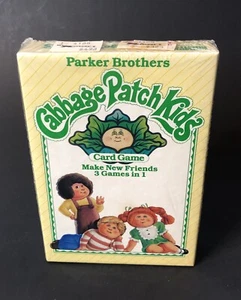 Parker Brothers
Cabbage Patch Kids
Card Game
Make New Friends
3 Games in 1